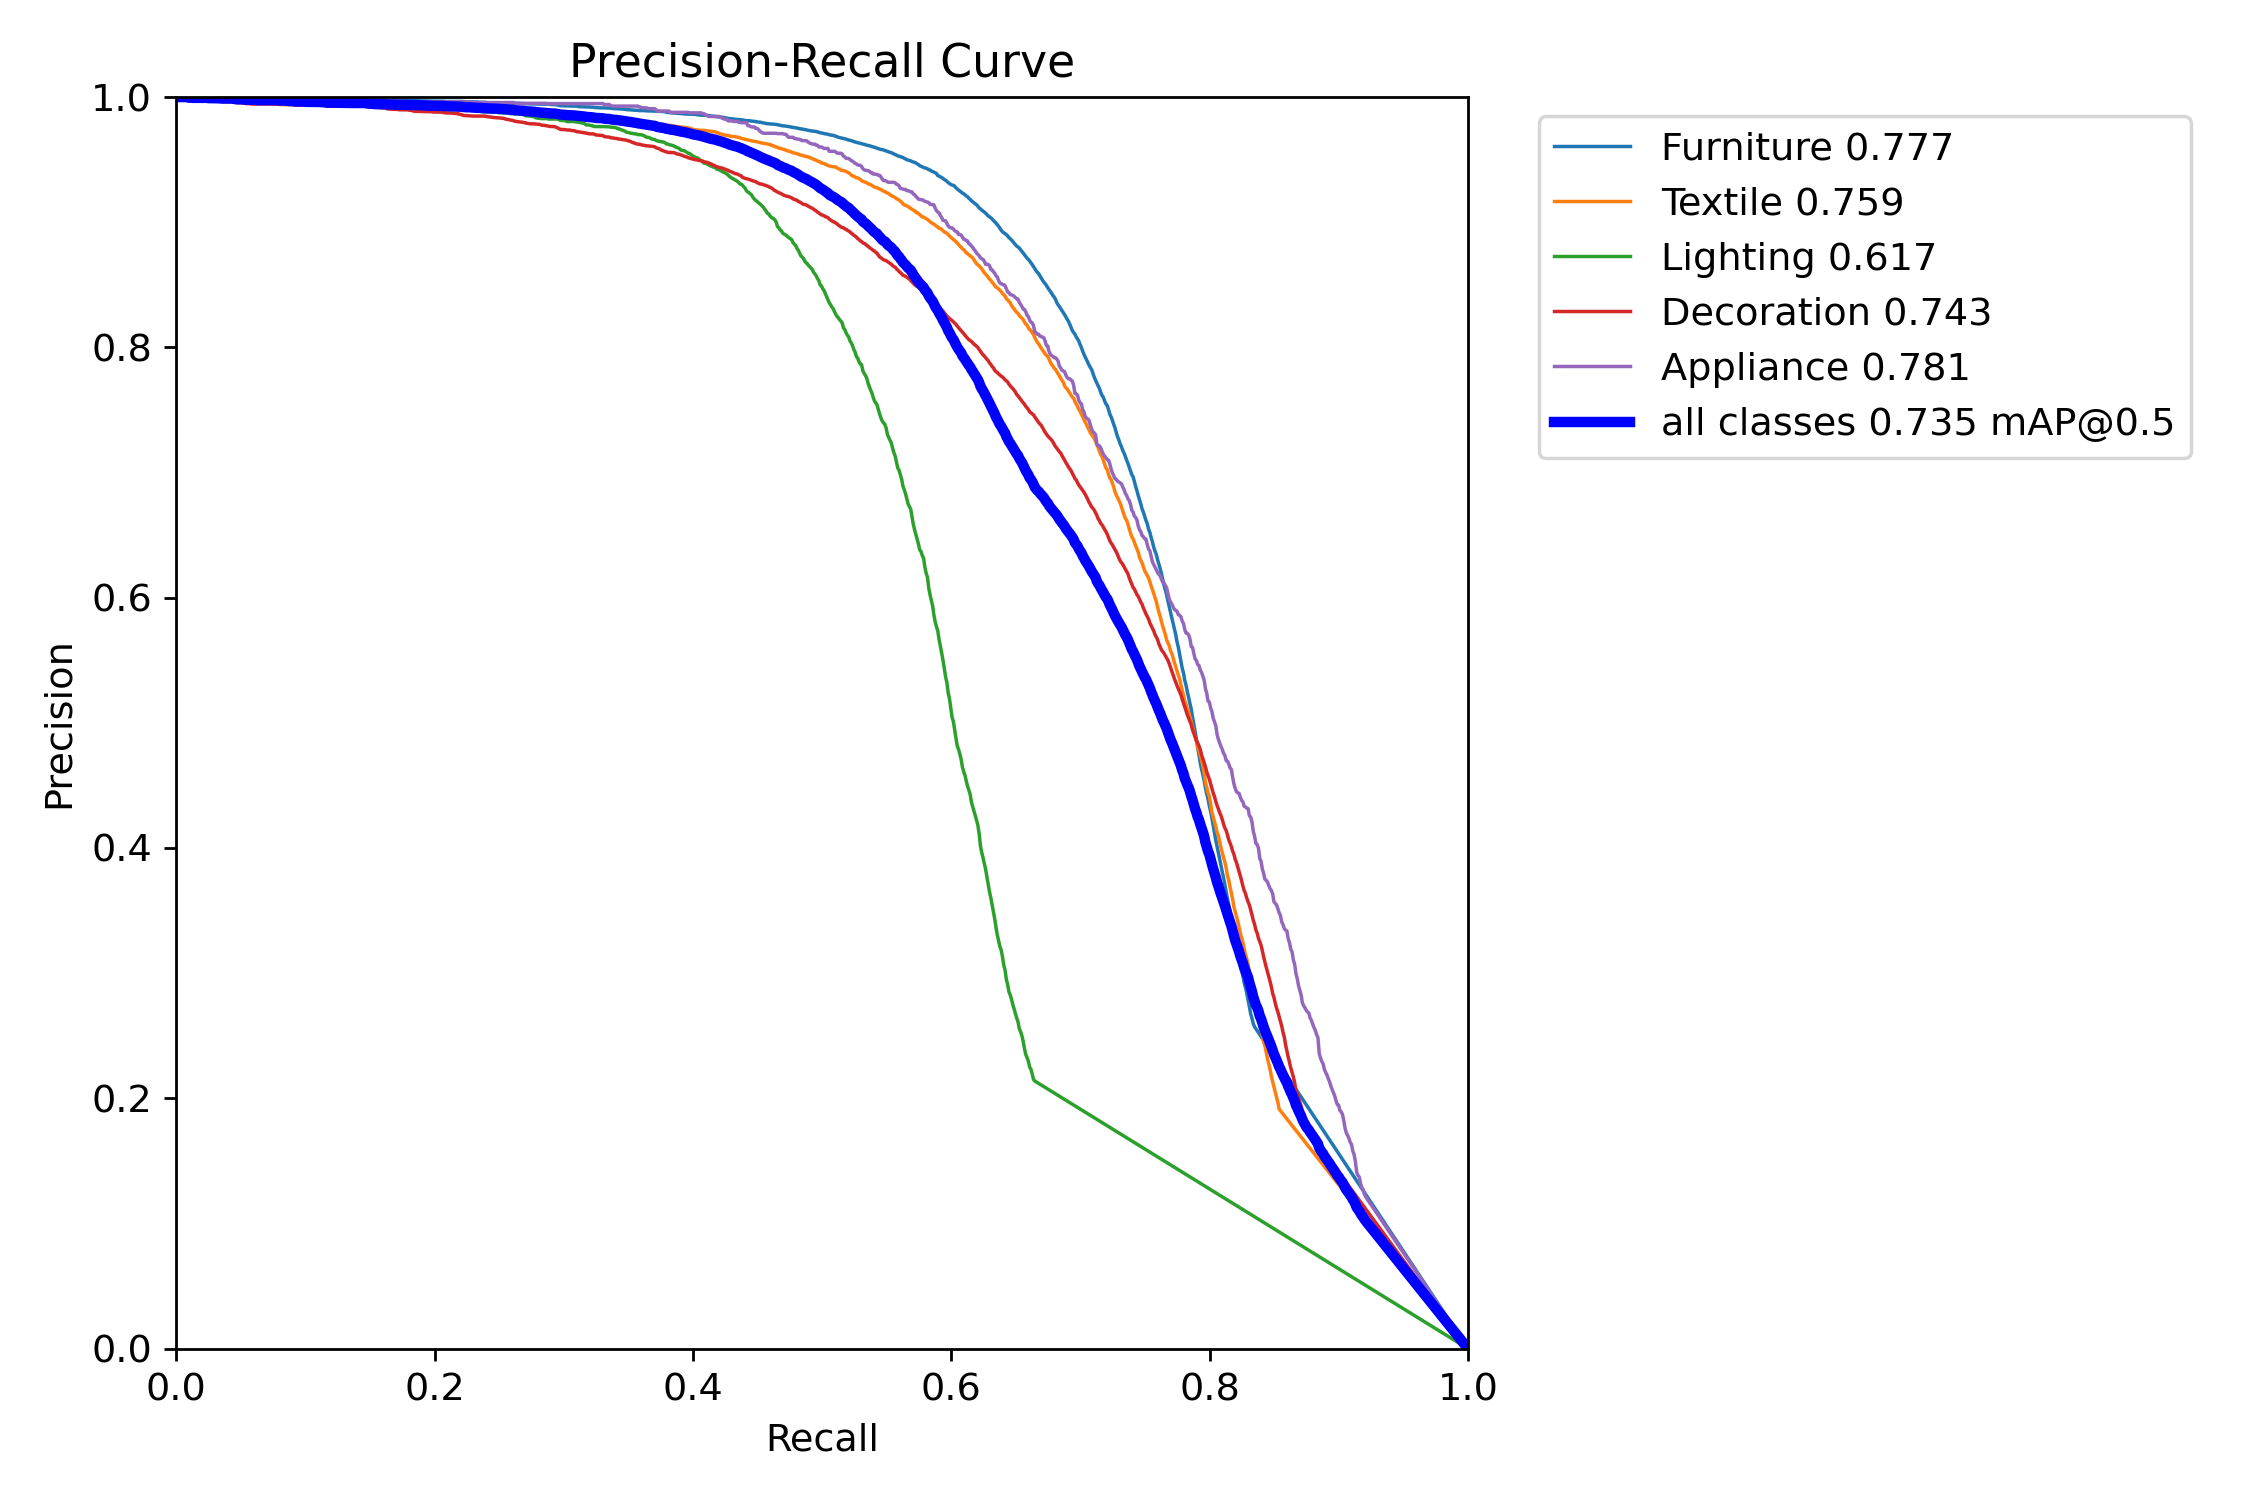 Precision-Recall Curve
1.0
0.8
0.6
0.4
0.2
0.0
Precision
0.0 0.2 0.4 0.6 0.8 1.0
Recall
Furniture 0.777
Textile 0.759
Lighting 0.617
Decoration 0.743
Appliance 0.781
all classes 0.735 mAP@0.5